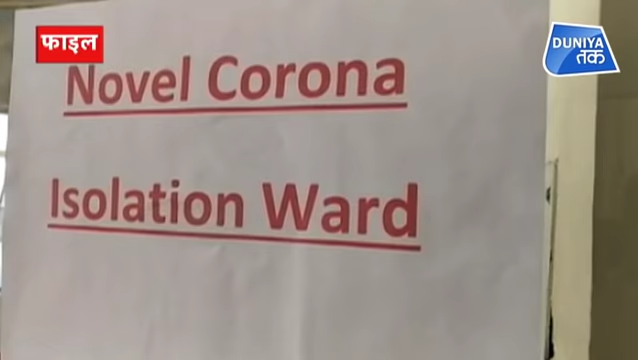 फाइल
DUNIYA
तक
Novel Corona
Isolation Ward